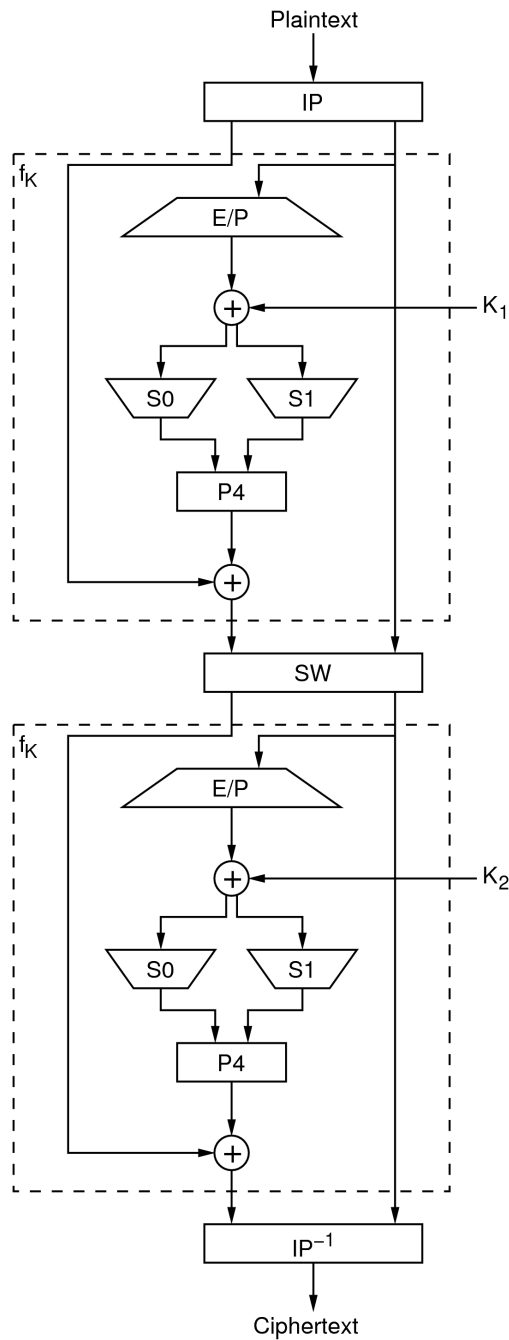 Plaintext
IP
fK
E/P
+
K1
S0
S1
P4
+
SW
fK
E/P
+
K2
S0
S1
P4
+
IP−1
Ciphertext